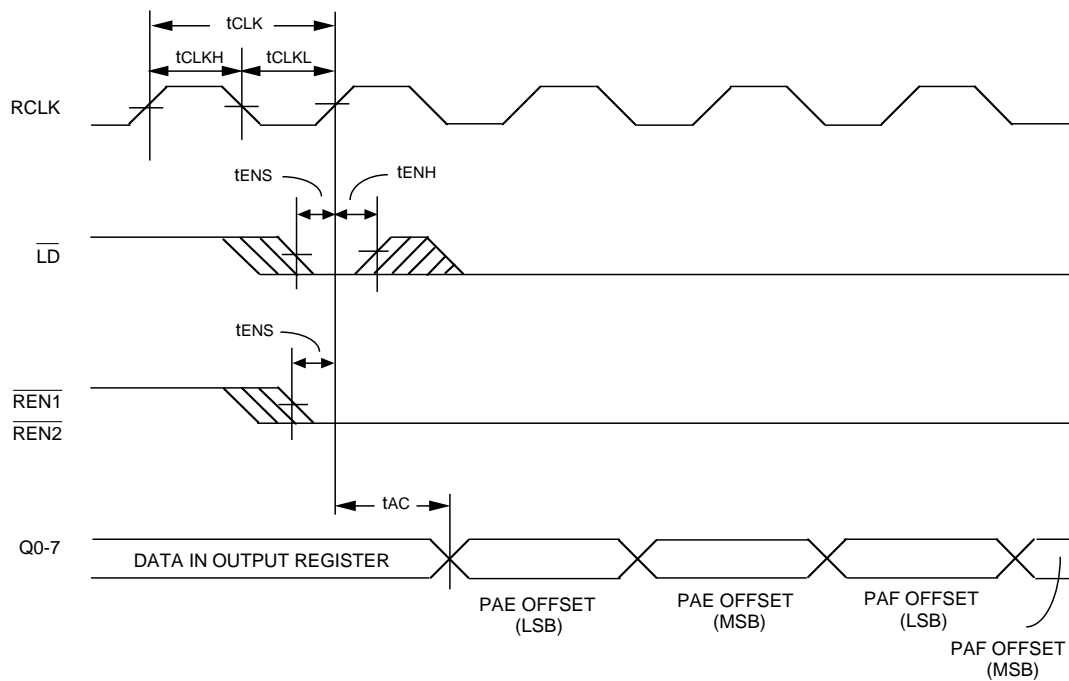 tCLK
tCLKH
tCLKL
RCLK
tENS
tENH
LD
tENS
REN1
REN2
tAC
Q0-7
DATA IN OUTPUT REGISTER
PAE OFFSET
(LSB)
PAE OFFSET
(MSB)
PAF OFFSET
(LSB)
PAF OFFSET
(MSB)